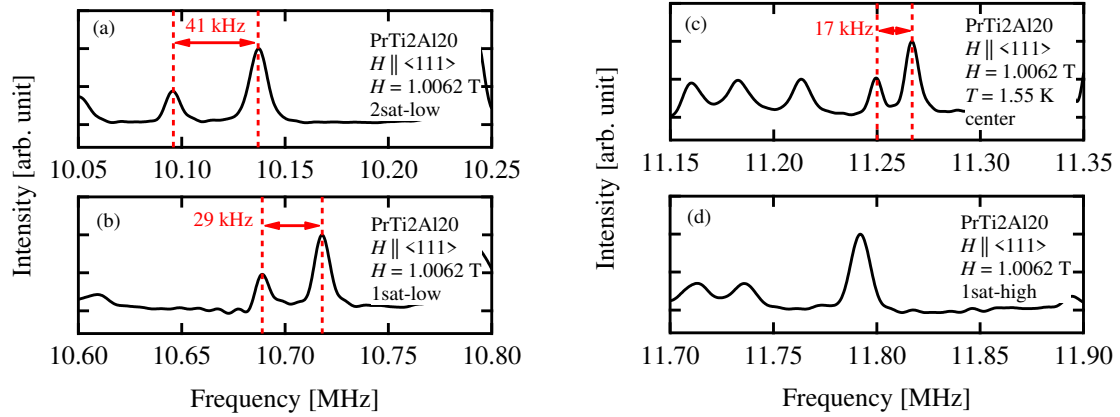 (a)
41 kHz
PrTi2Al20
H || <111>
H = 1.0062 T
2sat-low
10.05 10.10 10.15 10.20 10.25
(b)
29 kHz
PrTi2Al20
H || <111>
H = 1.0062 T
1sat-low
10.60 10.65 10.70 10.75 10.80
Intensity [arb. unit]
Frequency [MHz]
(c)
17 kHz
PrTi2Al20
H || <111>
H = 1.0062 T
T = 1.55 K
center
11.15 11.20 11.25 11.30 11.35
(d)
PrTi2Al20
H || <111>
H = 1.0062 T
1sat-high
11.70 11.75 11.80 11.85 11.90
Intensity [arb. unit]
Frequency [MHz]